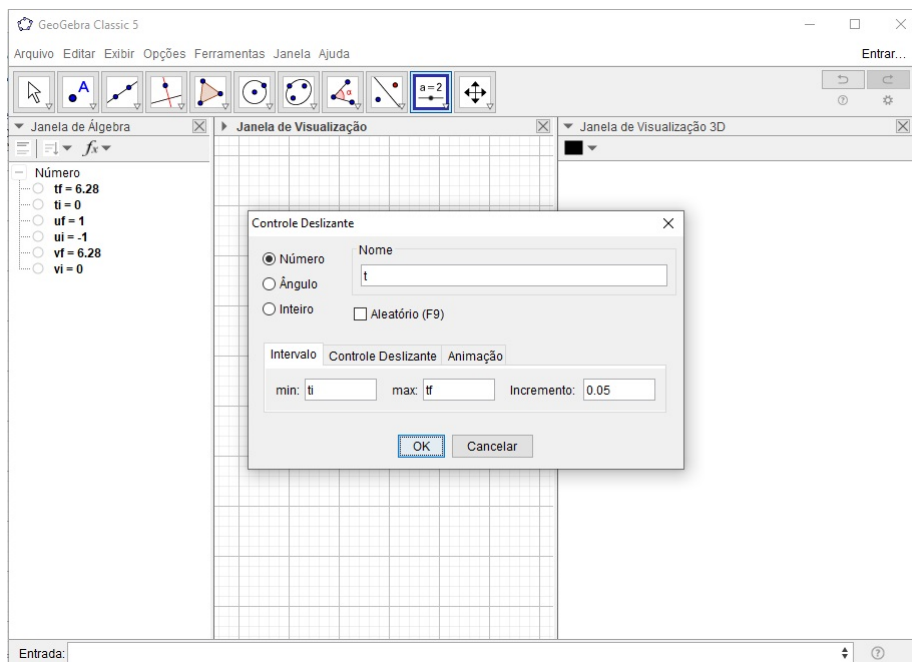 GeoGebra Classic 5
Arquivo Editar Exibir Opções Ferramentas Janela Ajuda Entrar...
A
α
a = 2
Janela de Álgebra
Janela de Visualização
Janela de Visualização 3D
fx
Número
tf = 6.28
ti = 0
uf = 1
ui = -1
vf = 6.28
vi = 0
Controle Deslizante
Número
Ângulo
Inteiro
Nome
t
Aleatório (F9)
Intervalo Controle Deslizante Animação
min: ti max: tf Incremento: 0.05
OK Cancelar
Entrada: